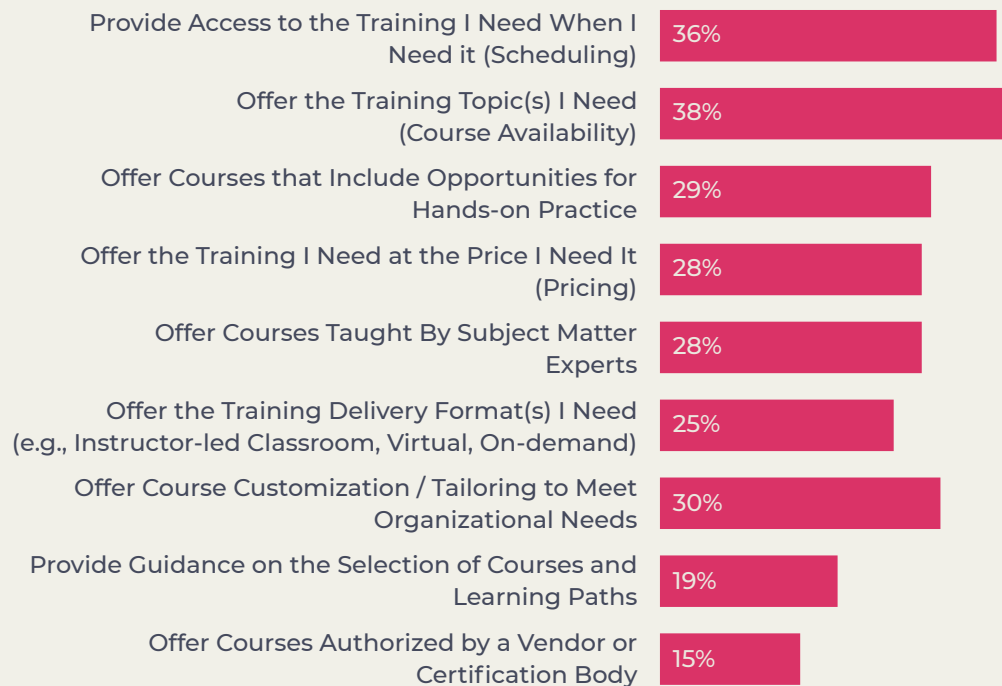 Provide Access to the Training I Need When I
Need it (Scheduling)
36%
Offer the Training Topic(s) I Need
(Course Availability)
38%
Offer Courses that Include Opportunities for
Hands-on Practice
29%
Offer the Training I Need at the Price I Need It
(Pricing)
28%
Offer Courses Taught By Subject Matter
Experts
28%
Offer the Training Delivery Format(s) I Need
(e.g., Instructor-led Classroom, Virtual, On-demand)
25%
Offer Course Customization / Tailoring to Meet
Organizational Needs
30%
Provide Guidance on the Selection of Courses and
Learning Paths
19%
Offer Courses Authorized by a Vendor or
Certification Body
15%